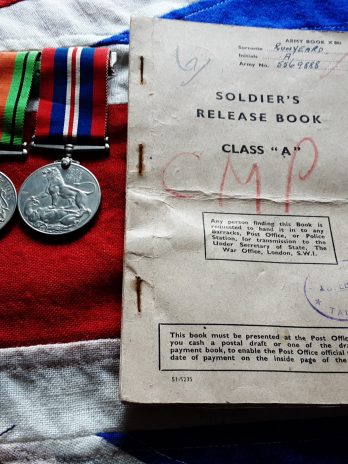 ARMY BOOK X 801
Surname RUNYEARD
Initials A
Army No. 5569888
SOLDIER'S
RELEASE BOOK
CLASS "A"
CMP
Any person finding this Book is
requested to hand it in to any
Barracks, Post Office, or Police
Station, for transmission to the
Under Secretary of State, The
War Office, London, S.W.1.
This book must be presented at the Post Offic
you cash a postal draft or one of the dra
payment book, to enable the Post Office official t
date of payment on the inside page of the
51-5235